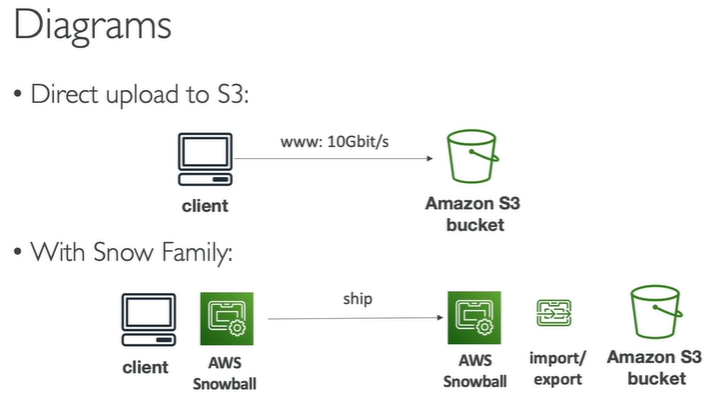 Diagrams
• Direct upload to S3:
www: 10Gbit/s
client
Amazon S3
bucket
• With Snow Family:
ship
client
AWS
Snowball
AWS
Snowball
import/
export
Amazon S3
bucket